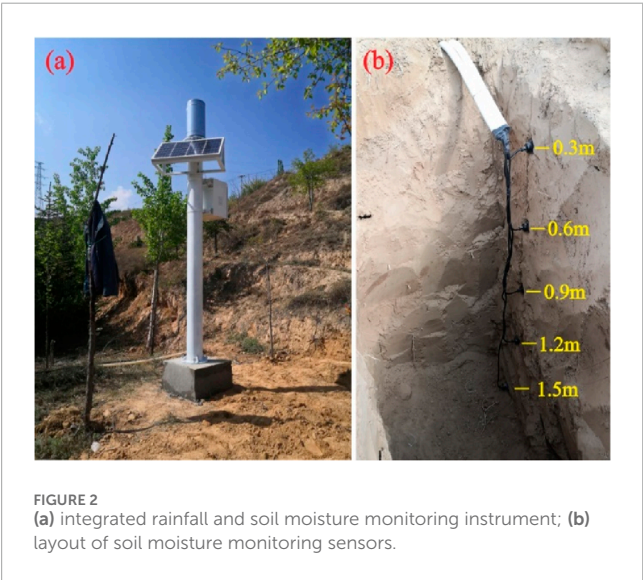 (a)
(b)
—0.3m
—0.6m
—0.9m
—1.2m
—1.5m
FIGURE 2
(a) integrated rainfall and soil moisture monitoring instrument; (b)
layout of soil moisture monitoring sensors.